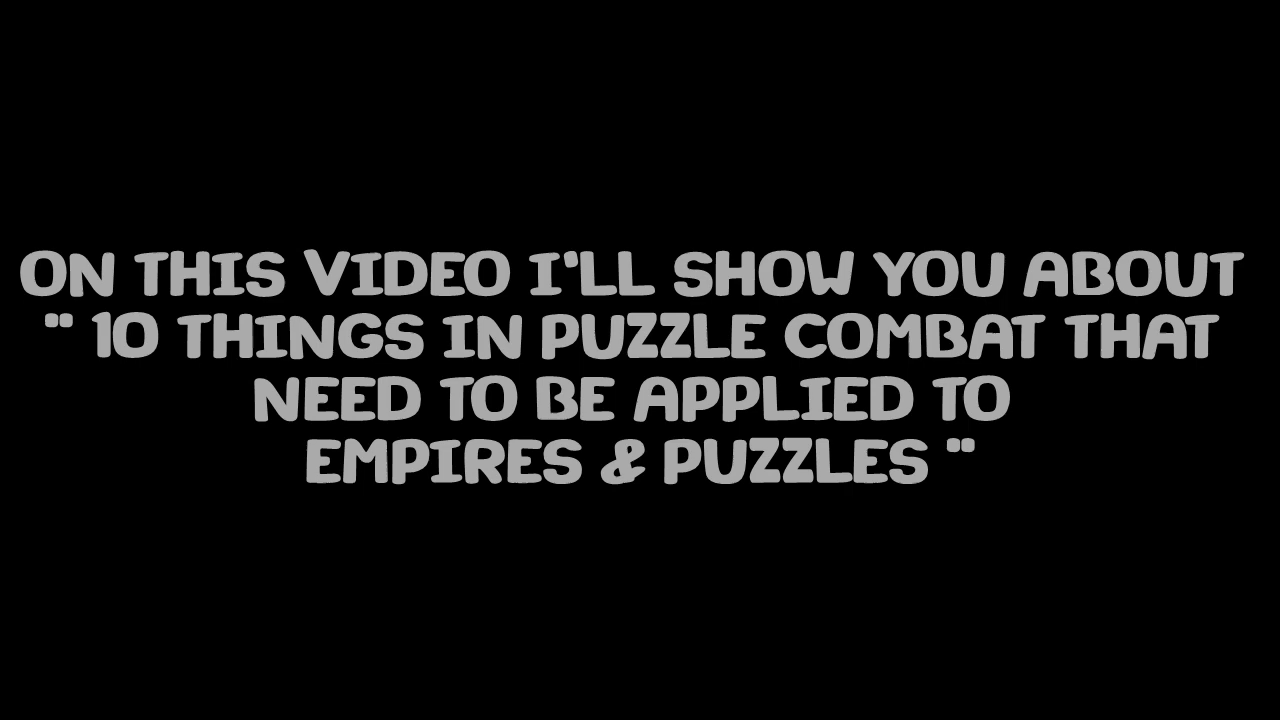 ON THIS VIDEO I'LL SHOW YOU ABOUT
" 10 THINGS IN PUZZLE COMBAT THAT
NEED TO BE APPLIED TO
EMPIRES & PUZZLES "